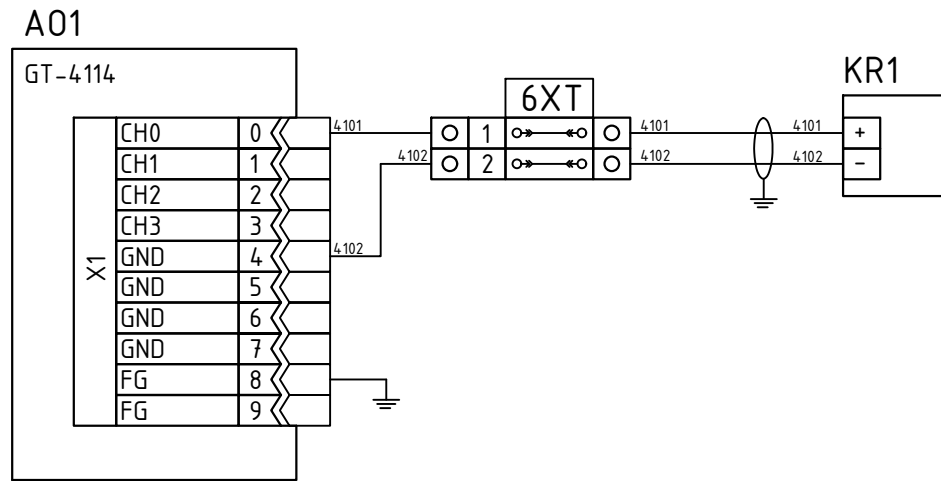 A01
GT-4114
KR1
6XT
X1
CH0 0 4101 1 4101 4101 +
CH1 1 4102 2 4102 4102 -
CH2 2
CH3 3
GND 4 4102
GND 5
GND 6
GND 7
FG 8
FG 9